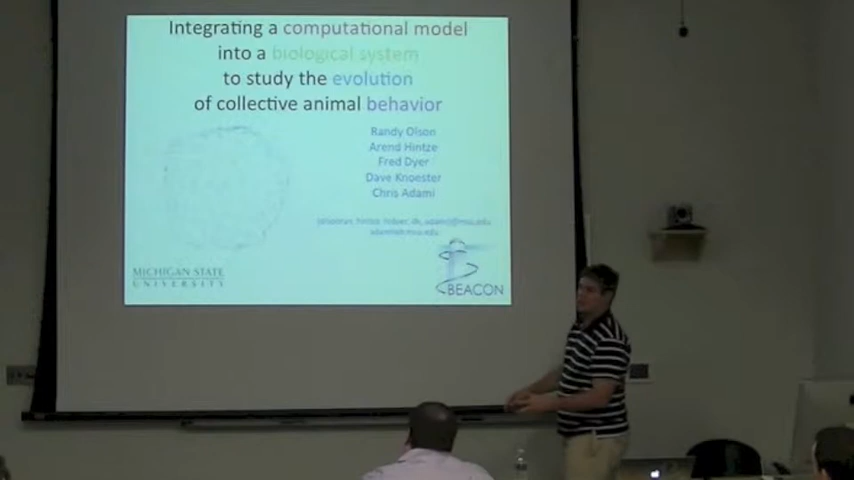 Integrating a computational model
into a biological system
to study the evolution
of collective animal behavior
Randy Olson
Arend Hintze
Fred Dyer
Dave Knoester
Chris Adami
MICHIGAN STATE
UNIVERSITY
BEACON